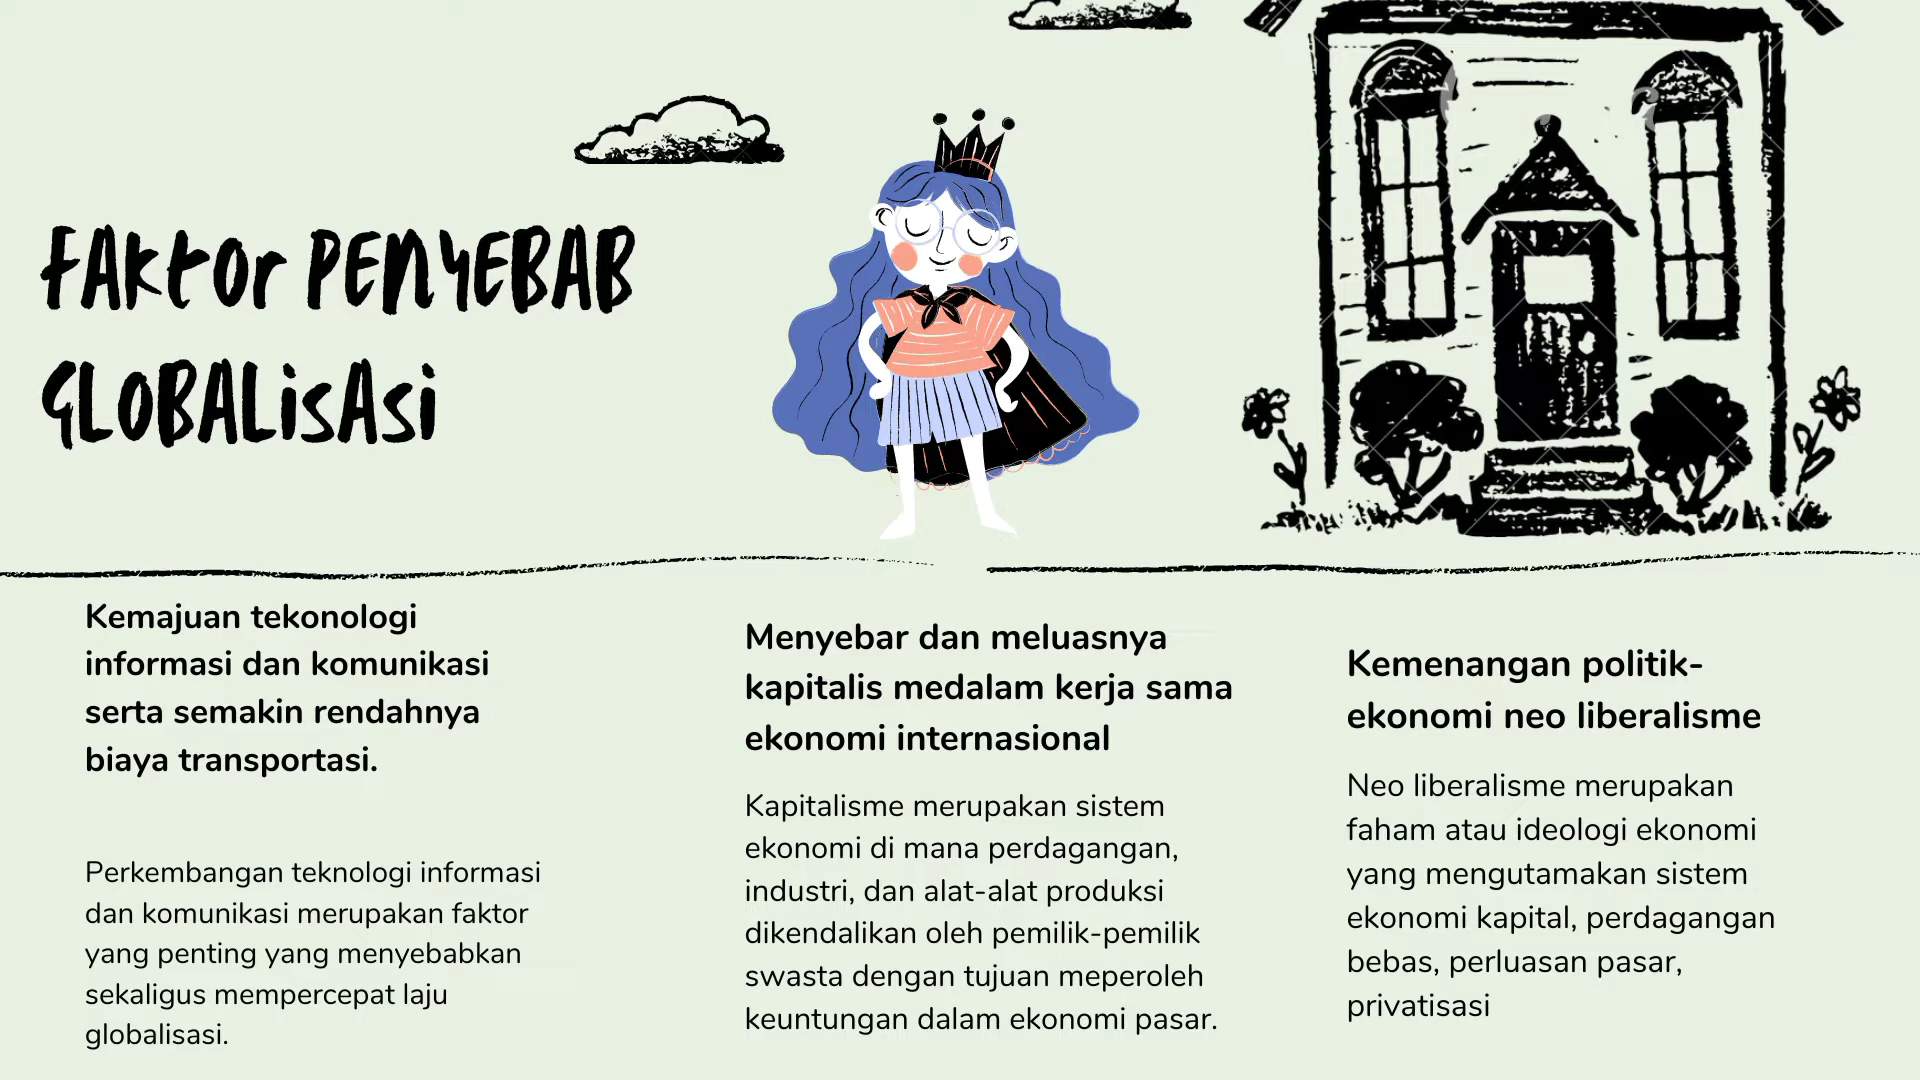 FAktor PENYEBAB
GLOBALisAsi
Kemajuan tekonologi
informasi dan komunikasi
serta semakin rendahnya
biaya transportasi.
Perkembangan teknologi informasi
dan komunikasi merupakan faktor
yang penting yang menyebabkan
sekaligus mempercepat laju
globalisasi.
Menyebar dan meluasnya
kapitalis medalam kerja sama
ekonomi internasional
Kapitalisme merupakan sistem
ekonomi di mana perdagangan,
industri, dan alat-alat produksi
dikendalikan oleh pemilik-pemilik
swasta dengan tujuan meperoleh
keuntungan dalam ekonomi pasar.
Kemenangan politik-
ekonomi neo liberalisme
Neo liberalisme merupakan
faham atau ideologi ekonomi
yang mengutamakan sistem
ekonomi kapital, perdagangan
bebas, perluasan pasar,
privatisasi